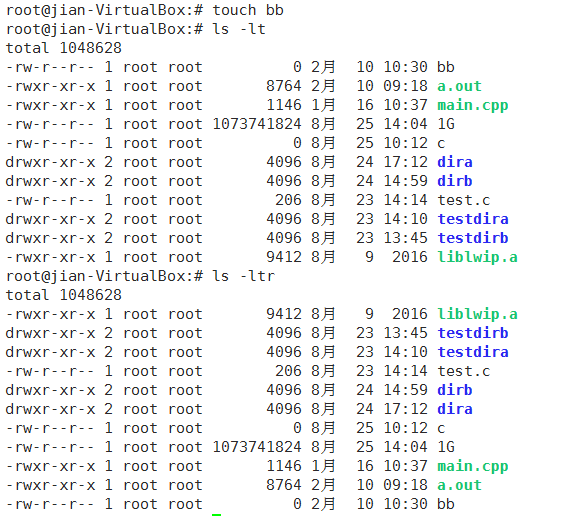 root@jian-VirtualBox:# touch bb
root@jian-VirtualBox:# ls -lt
total 1048628
-rw-r--r-- 1 root root          0 2月  10 10:30 bb
-rwxr-xr-x 1 root root       8764 2月  10 09:18 a.out
-rwxr-xr-x 1 root root       1146 1月  16 10:37 main.cpp
-rw-r--r-- 1 root root 1073741824 8月  25 14:04 1G
-rw-r--r-- 1 root root          0 8月  25 10:12 c
drwxr-xr-x 2 root root       4096 8月  24 17:12 dira
drwxr-xr-x 2 root root       4096 8月  24 14:59 dirb
-rw-r--r-- 1 root root        206 8月  23 14:14 test.c
drwxr-xr-x 2 root root       4096 8月  23 14:10 testdira
drwxr-xr-x 2 root root       4096 8月  23 13:45 testdirb
-rwxr-xr-x 1 root root       9412 8月   9  2016 liblwip.a
root@jian-VirtualBox:# ls -ltr
total 1048628
-rwxr-xr-x 1 root root       9412 8月   9  2016 liblwip.a
drwxr-xr-x 2 root root       4096 8月  23 13:45 testdirb
drwxr-xr-x 2 root root       4096 8月  23 14:10 testdira
-rw-r--r-- 1 root root        206 8月  23 14:14 test.c
drwxr-xr-x 2 root root       4096 8月  24 14:59 dirb
drwxr-xr-x 2 root root       4096 8月  24 17:12 dira
-rw-r--r-- 1 root root          0 8月  25 10:12 c
-rw-r--r-- 1 root root 1073741824 8月  25 14:04 1G
-rwxr-xr-x 1 root root       1146 1月  16 10:37 main.cpp
-rwxr-xr-x 1 root root       8764 2月  10 09:18 a.out
-rw-r--r-- 1 root root          0 2月  10 10:30 bb